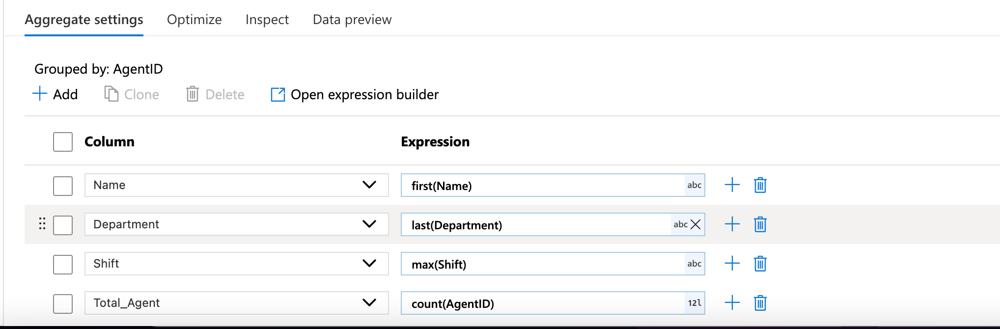 Aggregate settings Optimize Inspect Data preview
Grouped by: AgentID
Add Clone Delete Open expression builder
Column Expression
Name first(Name) abc
Department last(Department) abc
Shift max(Shift) abc
Total_Agent count(AgentID) 12l